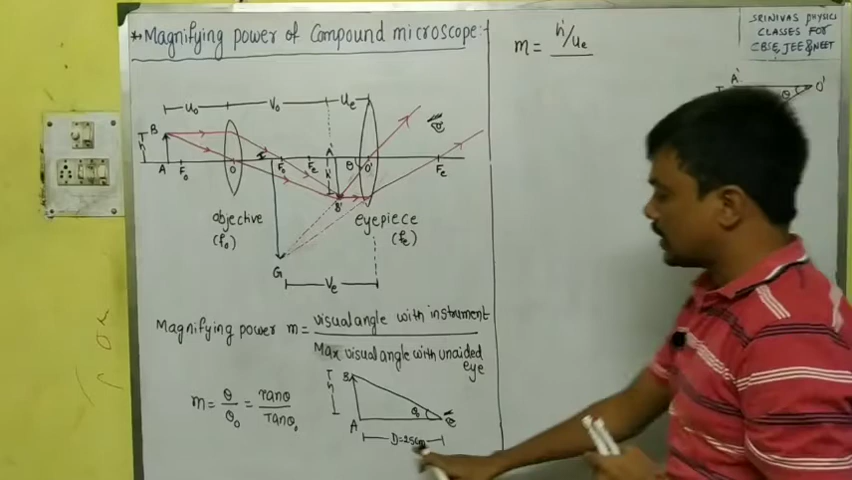 ** Magnifying power of Compound microscope:-
m = h'/ue
SRINIVAS PHYSICS
CLASSES FOR
CBSE, JEE & NEET
A' O'
θ
u₀ V₀ ue
B
h
A F₀ O F₀ Fe A' θ O' Fe
h'
B'
objective
(f₀)
eyepiece
(fe)
G
Ve
Magnifying power m = visual angle with instrument
Max visual angle with unaided
eye
m = θ/θ₀ = Tanθ/Tanθ₀
B
h
A θ₀
D=25cm